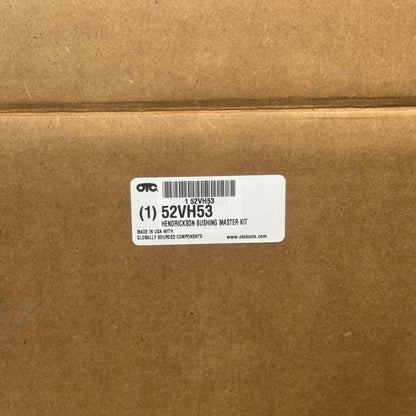 OTC
1 52VH53
(1) 52VH53
HENDRICKSON BUSHING MASTER KIT
MADE IN USA WITH
GLOBALLY SOURCED COMPONENTS
www.otctools.com